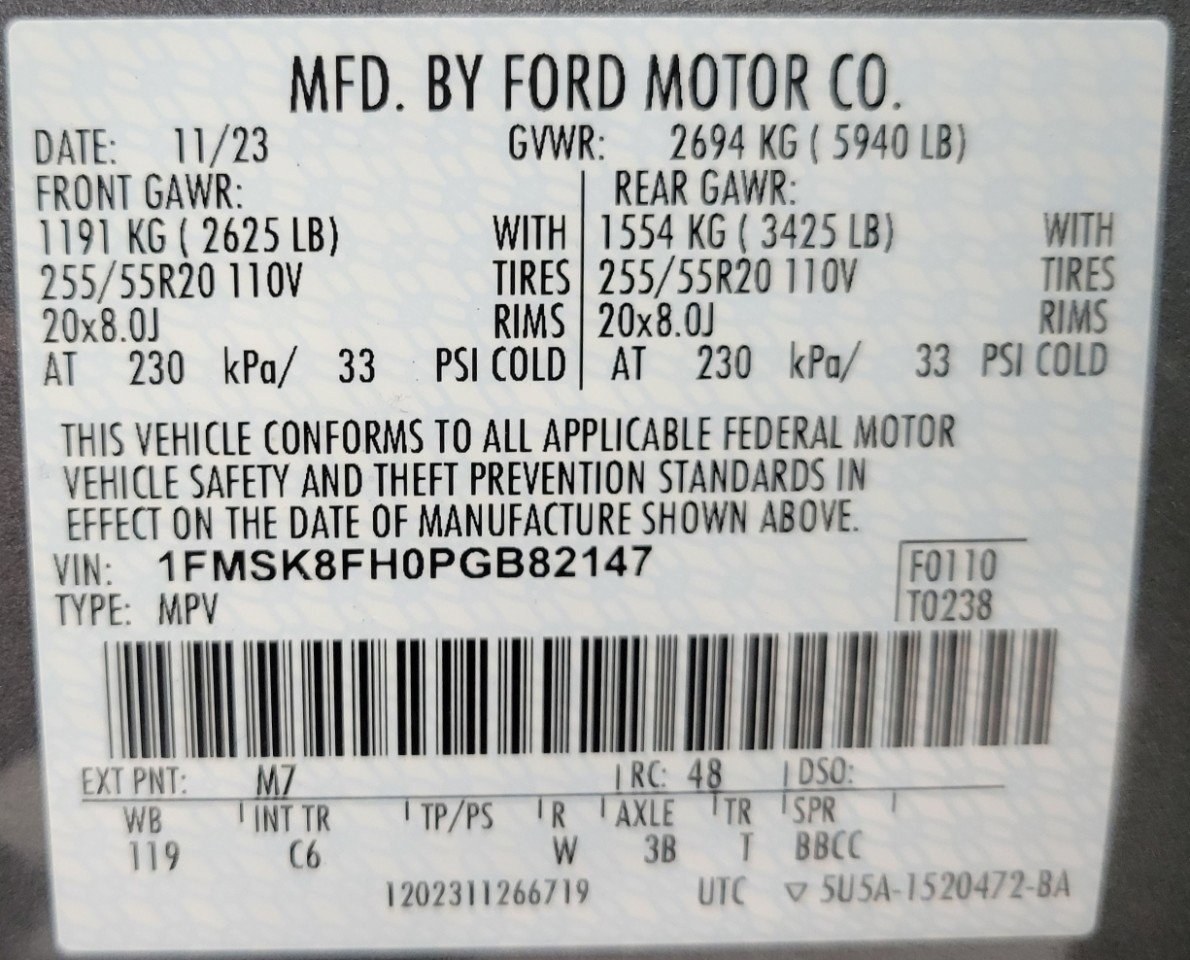 MFD. BY FORD MOTOR CO.
DATE: 11/23 GVWR: 2694 KG ( 5940 LB)
FRONT GAWR: REAR GAWR:
1191 KG ( 2625 LB) WITH 1554 KG ( 3425 LB) WITH
255/55R20 110V TIRES 255/55R20 110V TIRES
20x8.0J RIMS 20x8.0J RIMS
AT 230 kPa/ 33 PSI COLD AT 230 kPa/ 33 PSI COLD
THIS VEHICLE CONFORMS TO ALL APPLICABLE FEDERAL MOTOR
VEHICLE SAFETY AND THEFT PREVENTION STANDARDS IN
EFFECT ON THE DATE OF MANUFACTURE SHOWN ABOVE.
VIN: 1FMSK8FH0PGB82147 F0110
TYPE: MPV T0238
EXT PNT: M7 RC: 48 DSO:
WB INT TR TP/PS R AXLE TR SPR
119 C6 W 3B T BBCC
1202311266719 UTC ▽ 5U5A-1520472-BA